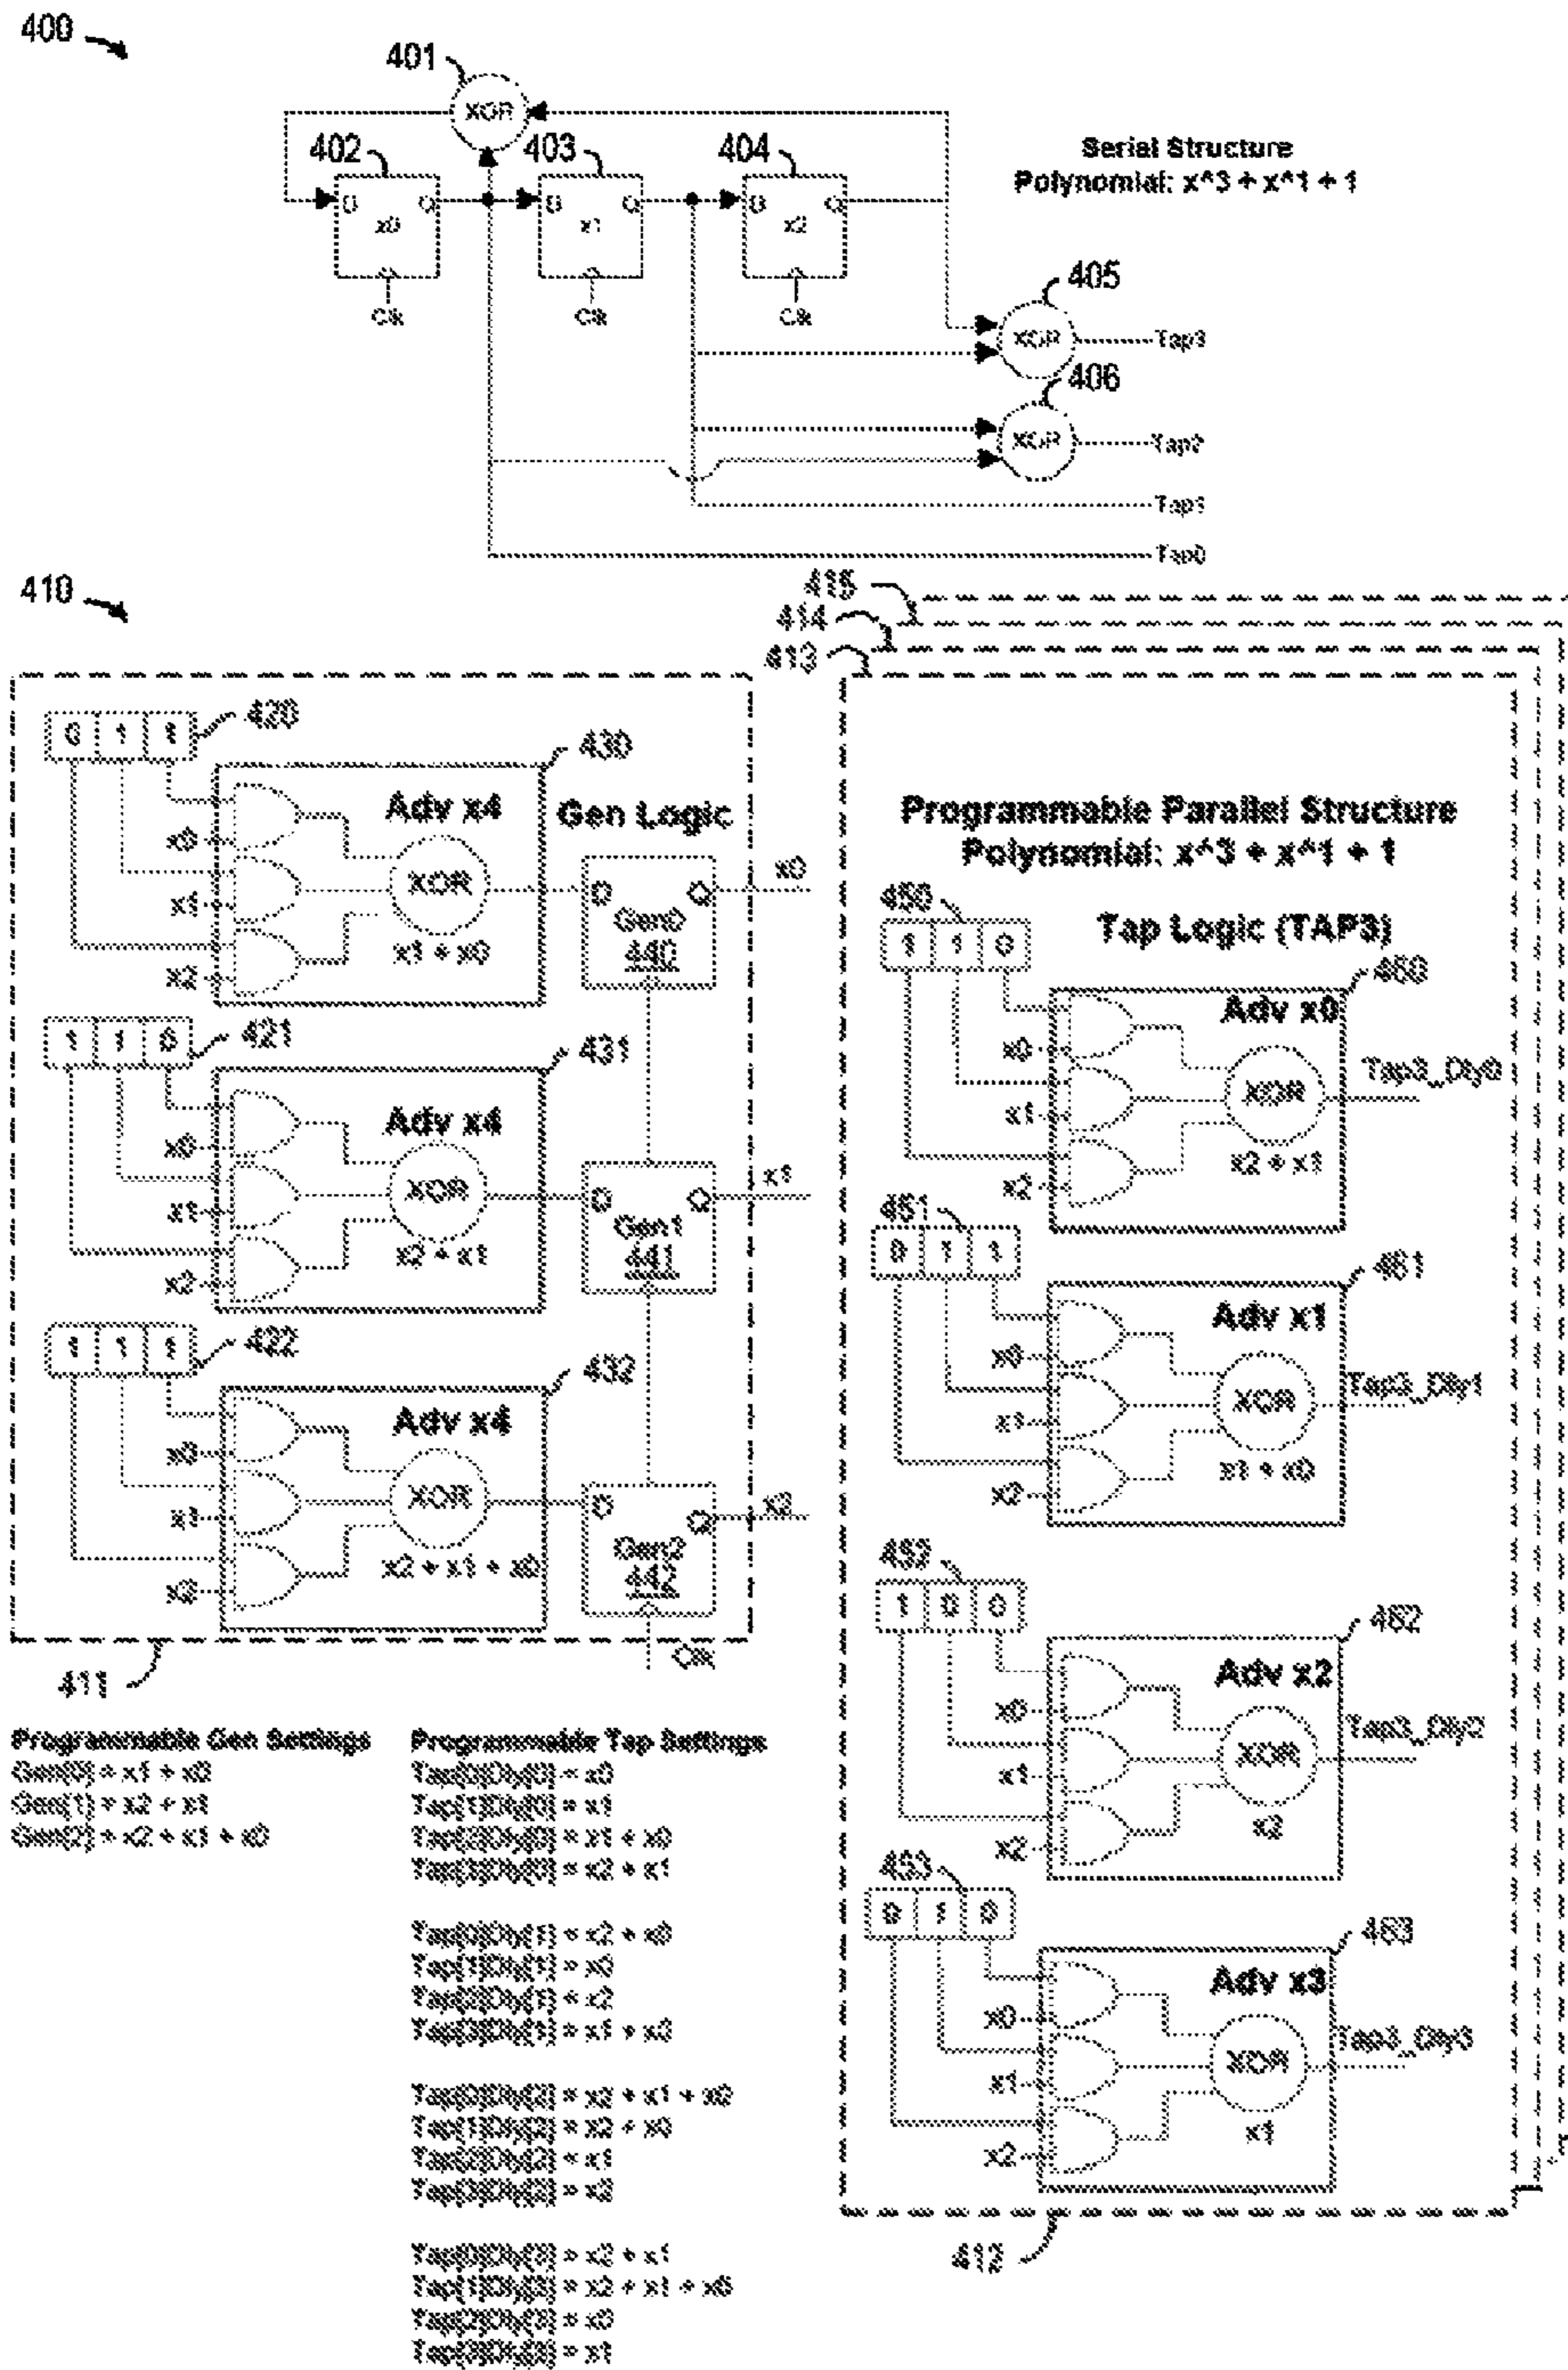 400
401
402
403
404
Serial Structure
Polynomial: x^3 + x^1 + 1
XOR
D Q
x0
Clk
D Q
x1
Clk
D Q
x2
Clk
405
XOR
Tap3
406
XOR
Tap2
Tap1
Tap0
410
415
414
413
0 1 1
420
430
Adv x4
Gen Logic
x0
x1
x2
XOR
x1 + x0
D Q
Gen0
440
x0
1 1 0
421
431
Adv x4
x0
x1
x2
XOR
x2 + x1
D Q
Gen1
441
x1
1 1 1
422
432
Adv x4
x0
x1
x2
XOR
x2 + x1 + x0
D Q
Gen2
442
x2
Clk
411
Programmable Parallel Structure
Polynomial: x^3 + x^1 + 1
Tap Logic (TAP3)
450
1 1 0
460
Adv x0
x0
x1
x2
XOR
x2 + x1
Tap3_Dly0
451
0 1 1
461
Adv x1
x0
x1
x2
XOR
x1 + x0
Tap3_Dly1
452
1 0 0
462
Adv x2
x0
x1
x2
XOR
x2
Tap3_Dly2
453
0 1 0
463
Adv x3
x0
x1
x2
XOR
x1
Tap3_Dly3
412
Programmable Gen Settings
Gen[0] = x1 + x0
Gen[1] = x2 + x1
Gen[2] = x2 + x1 + x0
Programmable Tap Settings
Tap[0]Dly[0] = x0
Tap[1]Dly[0] = x1
Tap[2]Dly[0] = x1 + x0
Tap[3]Dly[0] = x2 + x1
Tap[0]Dly[1] = x2 + x0
Tap[1]Dly[1] = x0
Tap[2]Dly[1] = x2
Tap[3]Dly[1] = x1 +
Tap[0]Dly[2] = x2 + x1 + x0
Tap[1]Dly[2] = x2 + x0
Tap[2]Dly[2] = x1
Tap[3]Dly[2] = x2
Tap[0]Dly[3] = x2 + x1
Tap[1]Dly[3] = x2 + x1 + x0
Tap[2]Dly[3] = x0
Tap[3]Dly[3] = x1